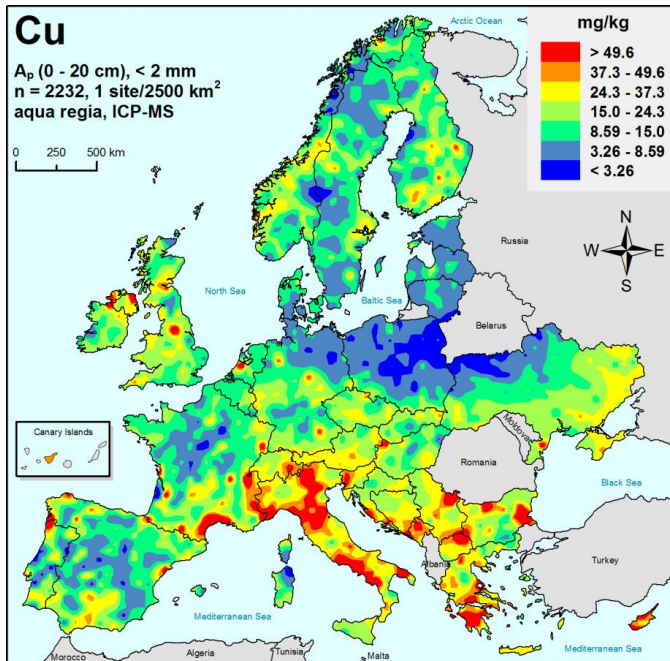 Cu
Ap (0 - 20 cm), < 2 mm
n = 2232, 1 site/2500 km²
aqua regia, ICP-MS
0 250 500 km
Arctic Ocean
mg/kg
> 49.6
37.3 - 49.6
24.3 - 37.3
15.0 - 24.3
8.59 - 15.0
3.26 - 8.59
< 3.26
N
W E
S
Russia
North Sea
Baltic Sea
Belarus
Canary Islands
Moldova
Romania
Black Sea
Albania
Turkey
Mediterranean Sea
Mediterranean Sea
Morocco
Algeria
Tunisia
Malta